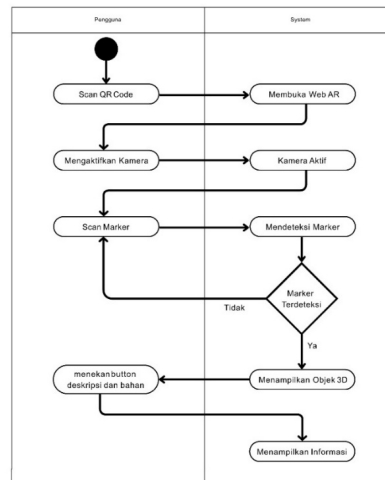 Pengguna
System
Scan QR Code
Membuka Web AR
Mengaktifkan Kamera
Kamera Aktif
Scan Marker
Mendeteksi Marker
Marker
Terdeteksi
Tidak
Ya
menekan button
deskripsi dan bahan
Menampilkan Objek 3D
Menampilkan Informasi